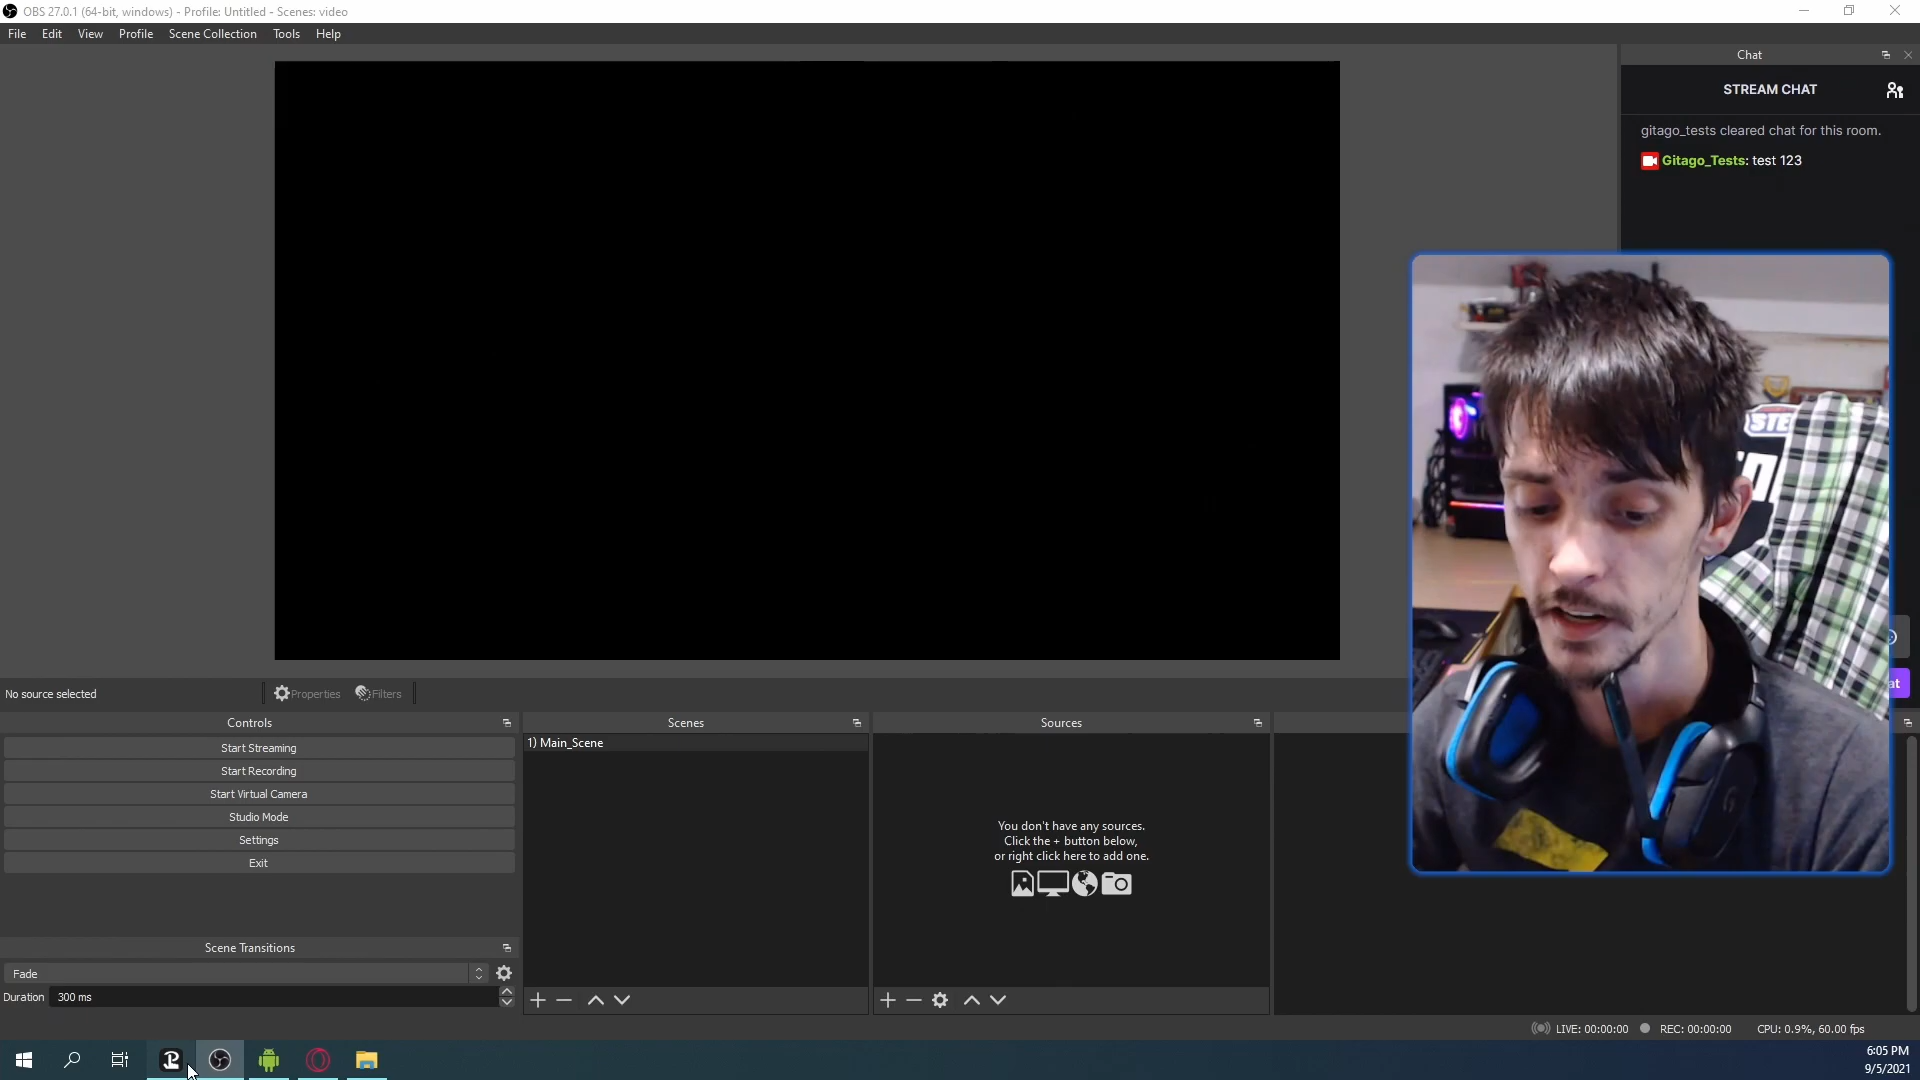 OBS 27.0.1 (64-bit, windows) - Profile: Untitled - Scenes: video
File Edit View Profile Scene Collection Tools Help
Chat
STREAM CHAT
gitago_tests cleared chat for this room.
Gitago_Tests: test 123
STE
at
No source selected
Properties Filters
Controls
Start Streaming
Start Recording
Start Virtual Camera
Studio Mode
Settings
Exit
Scene Transitions
Fade
Duration 300 ms
Scenes
1) Main_Scene
Sources
You don't have any sources.
Click the + button below,
or right click here to add one.
LIVE: 00:00:00 REC: 00:00:00 CPU: 0.9%, 60.00 fps
6:05 PM
9/5/2021